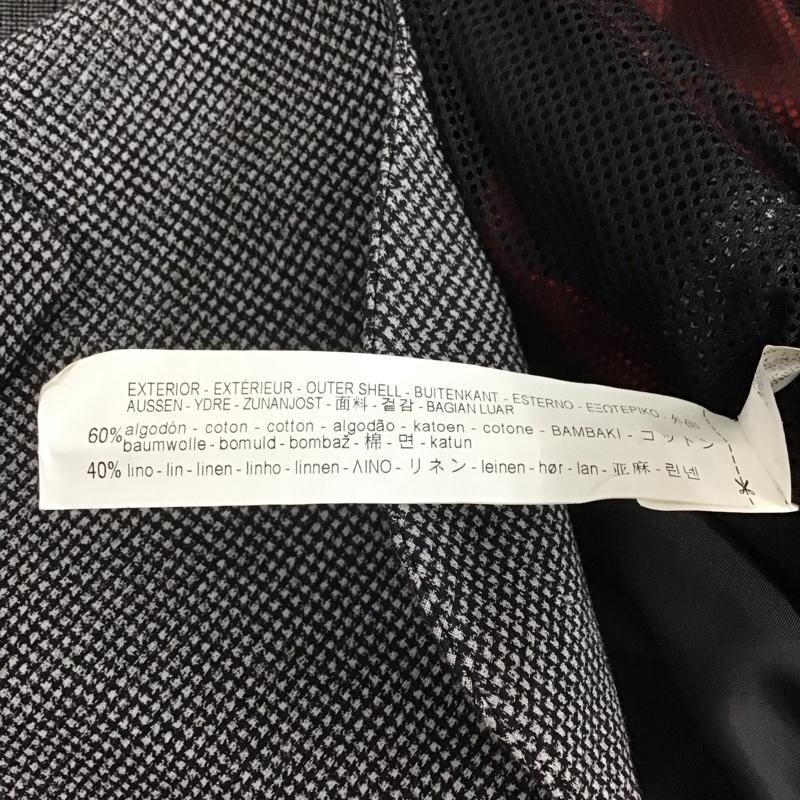 EXTERIOR - EXTÉRIEUR - OUTER SHELL - BUITENKANT - ESTERNO - ΕΞΩΤΕΡΙΚΟ - 外側
AUSSEN - YDRE - ZUNANJOST - 面料 - 겉감 - BAGIAN LUAR
60% algodón - coton - cotton - algodão - katoen - cotone - BAMBAKI - コットン
baumwolle - bomuld - bombaž - 棉 - 면 - katun
40% lino - lin - linen - linho - linnen - ΛΙΝΟ - リネン - leinen - hør - lan - 亚麻 - 린넨